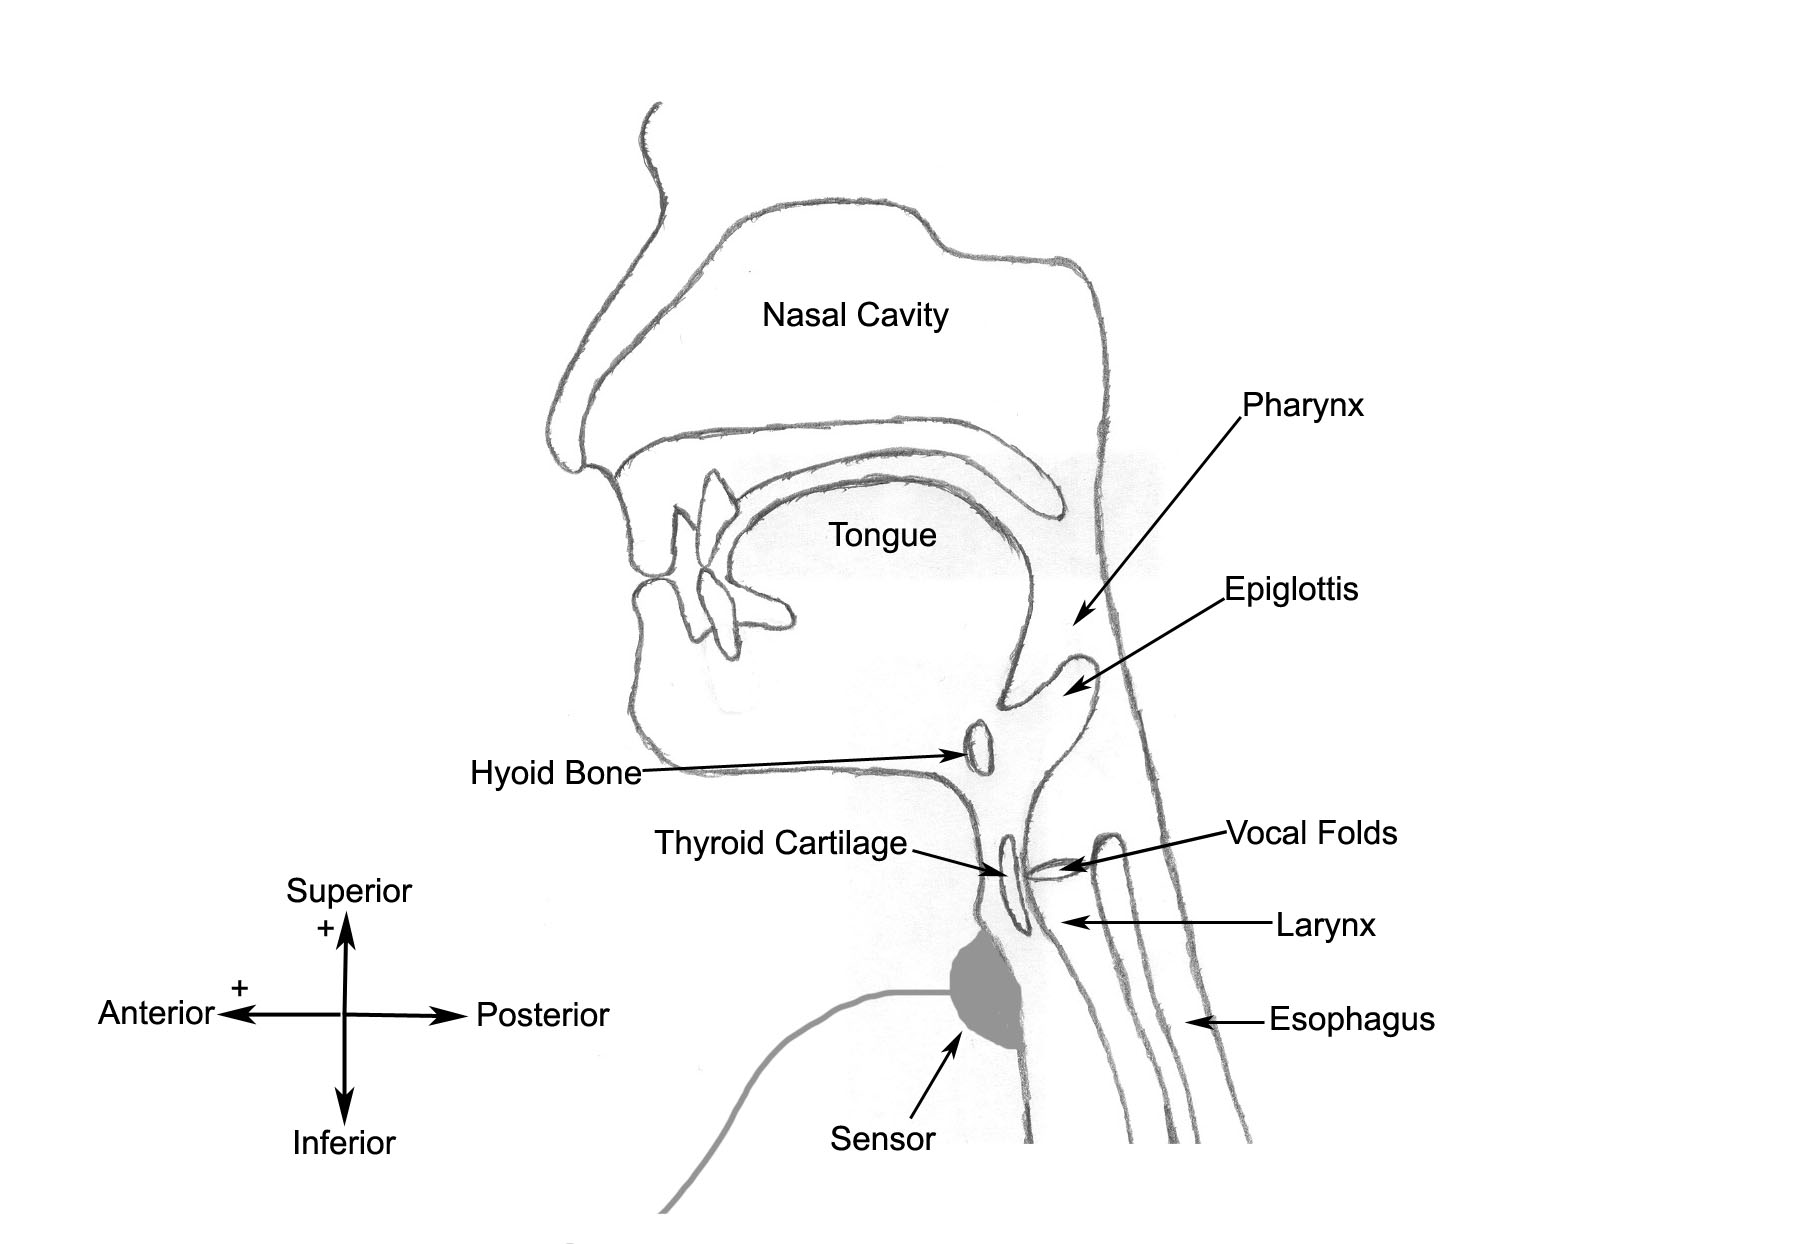 Nasal Cavity
Pharynx
Tongue
Epiglottis
Hyoid Bone
Thyroid Cartilage
Vocal Folds
Superior
+
Larynx
+
Anterior
Posterior
Esophagus
Sensor
Inferior